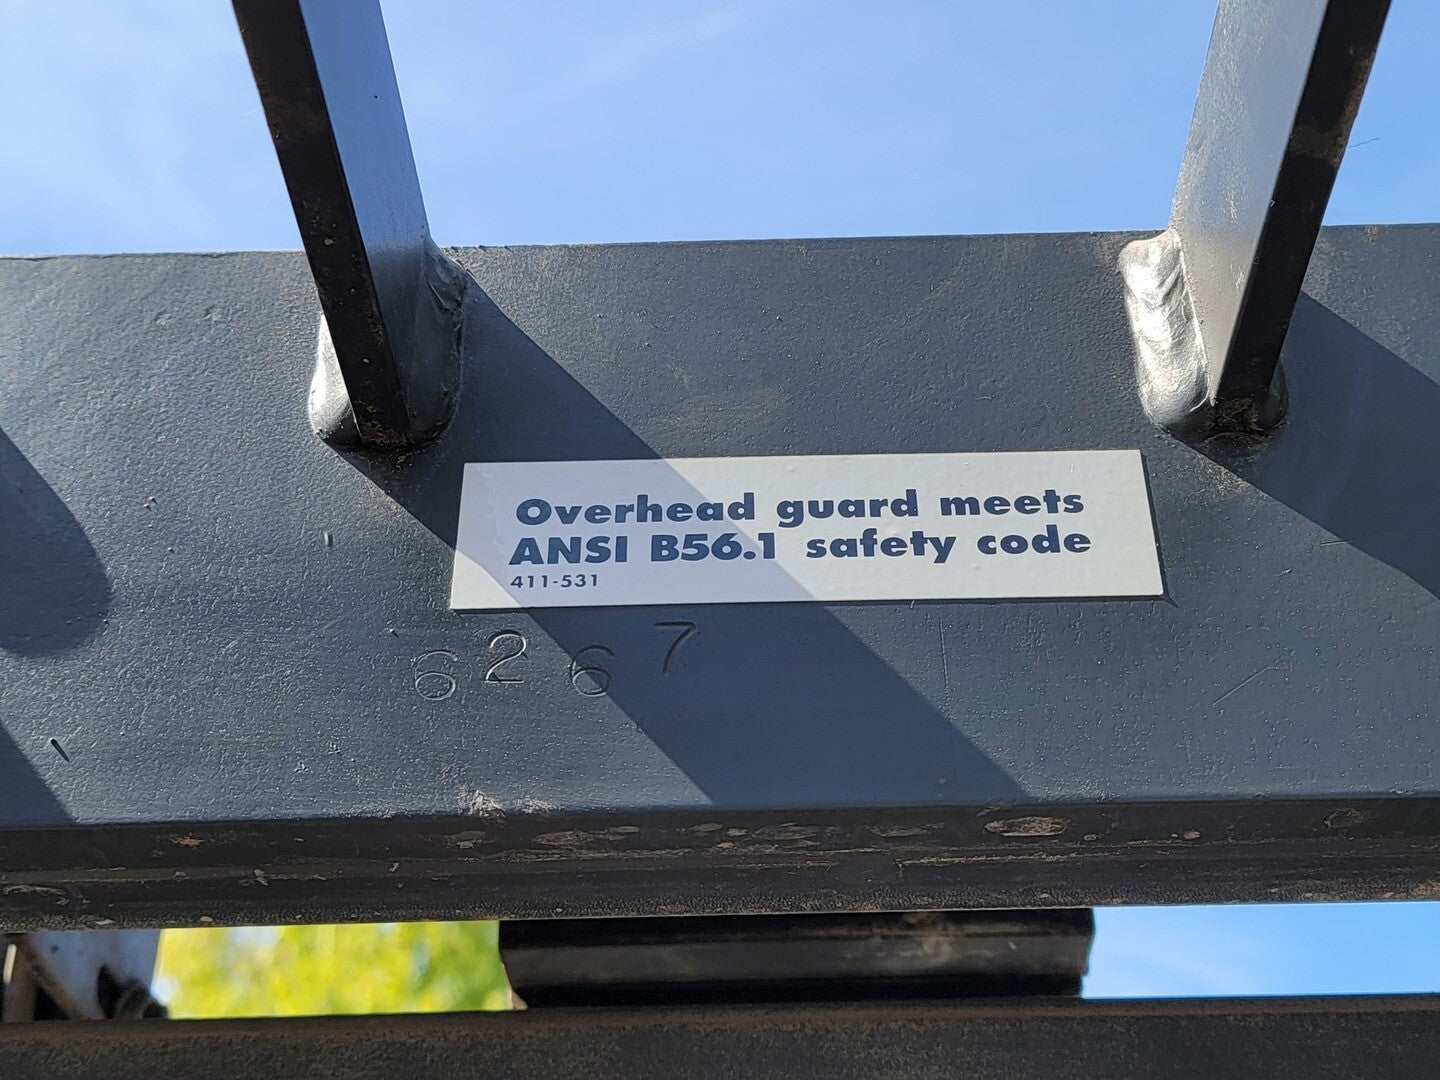 Overhead guard meets
ANSI B56.1 safety code
411-531
6267